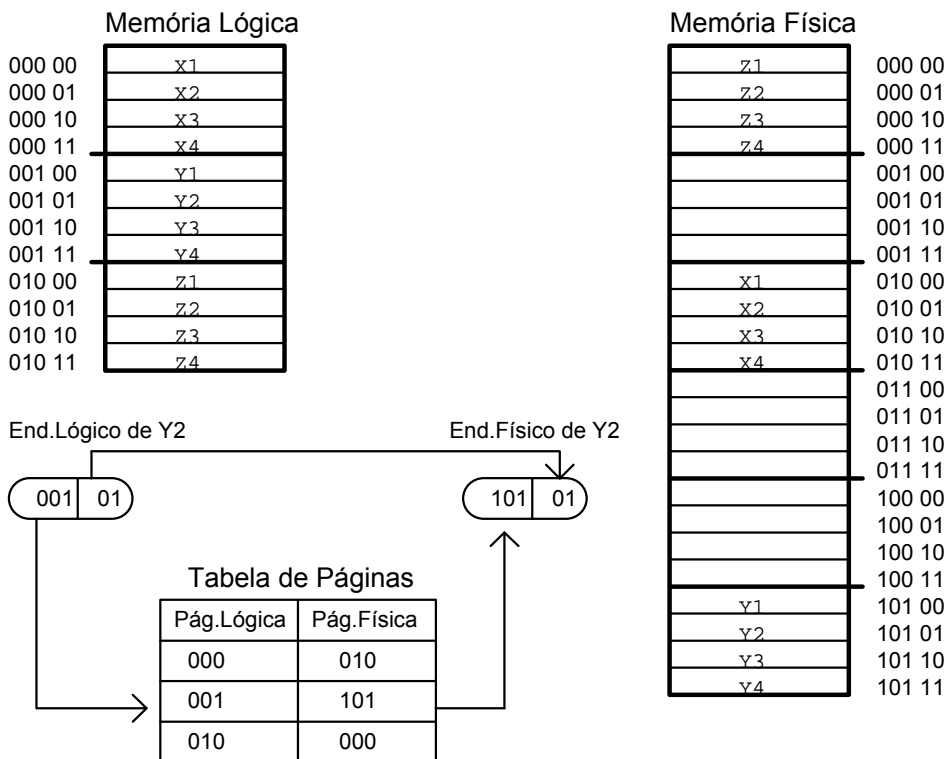 Memória Lógica
000 00 X1
000 01 X2
000 10 X3
000 11 X4
001 00 Y1
001 01 Y2
001 10 Y3
001 11 Y4
010 00 Z1
010 01 Z2
010 10 Z3
010 11 Z4
Memória Física
Z1 000 00
Z2 000 01
Z3 000 10
Z4 000 11
001 00
001 01
001 10
001 11
X1 010 00
X2 010 01
X3 010 10
X4 010 11
011 00
011 01
011 10
011 11
100 00
100 01
100 10
100 11
Y1 101 00
Y2 101 01
Y3 101 10
Y4 101 11
End.Lógico de Y2
001 01
End.Físico de Y2
101 01
Tabela de Páginas
Pág.Lógica Pág.Física
000 010
001 101
010 000